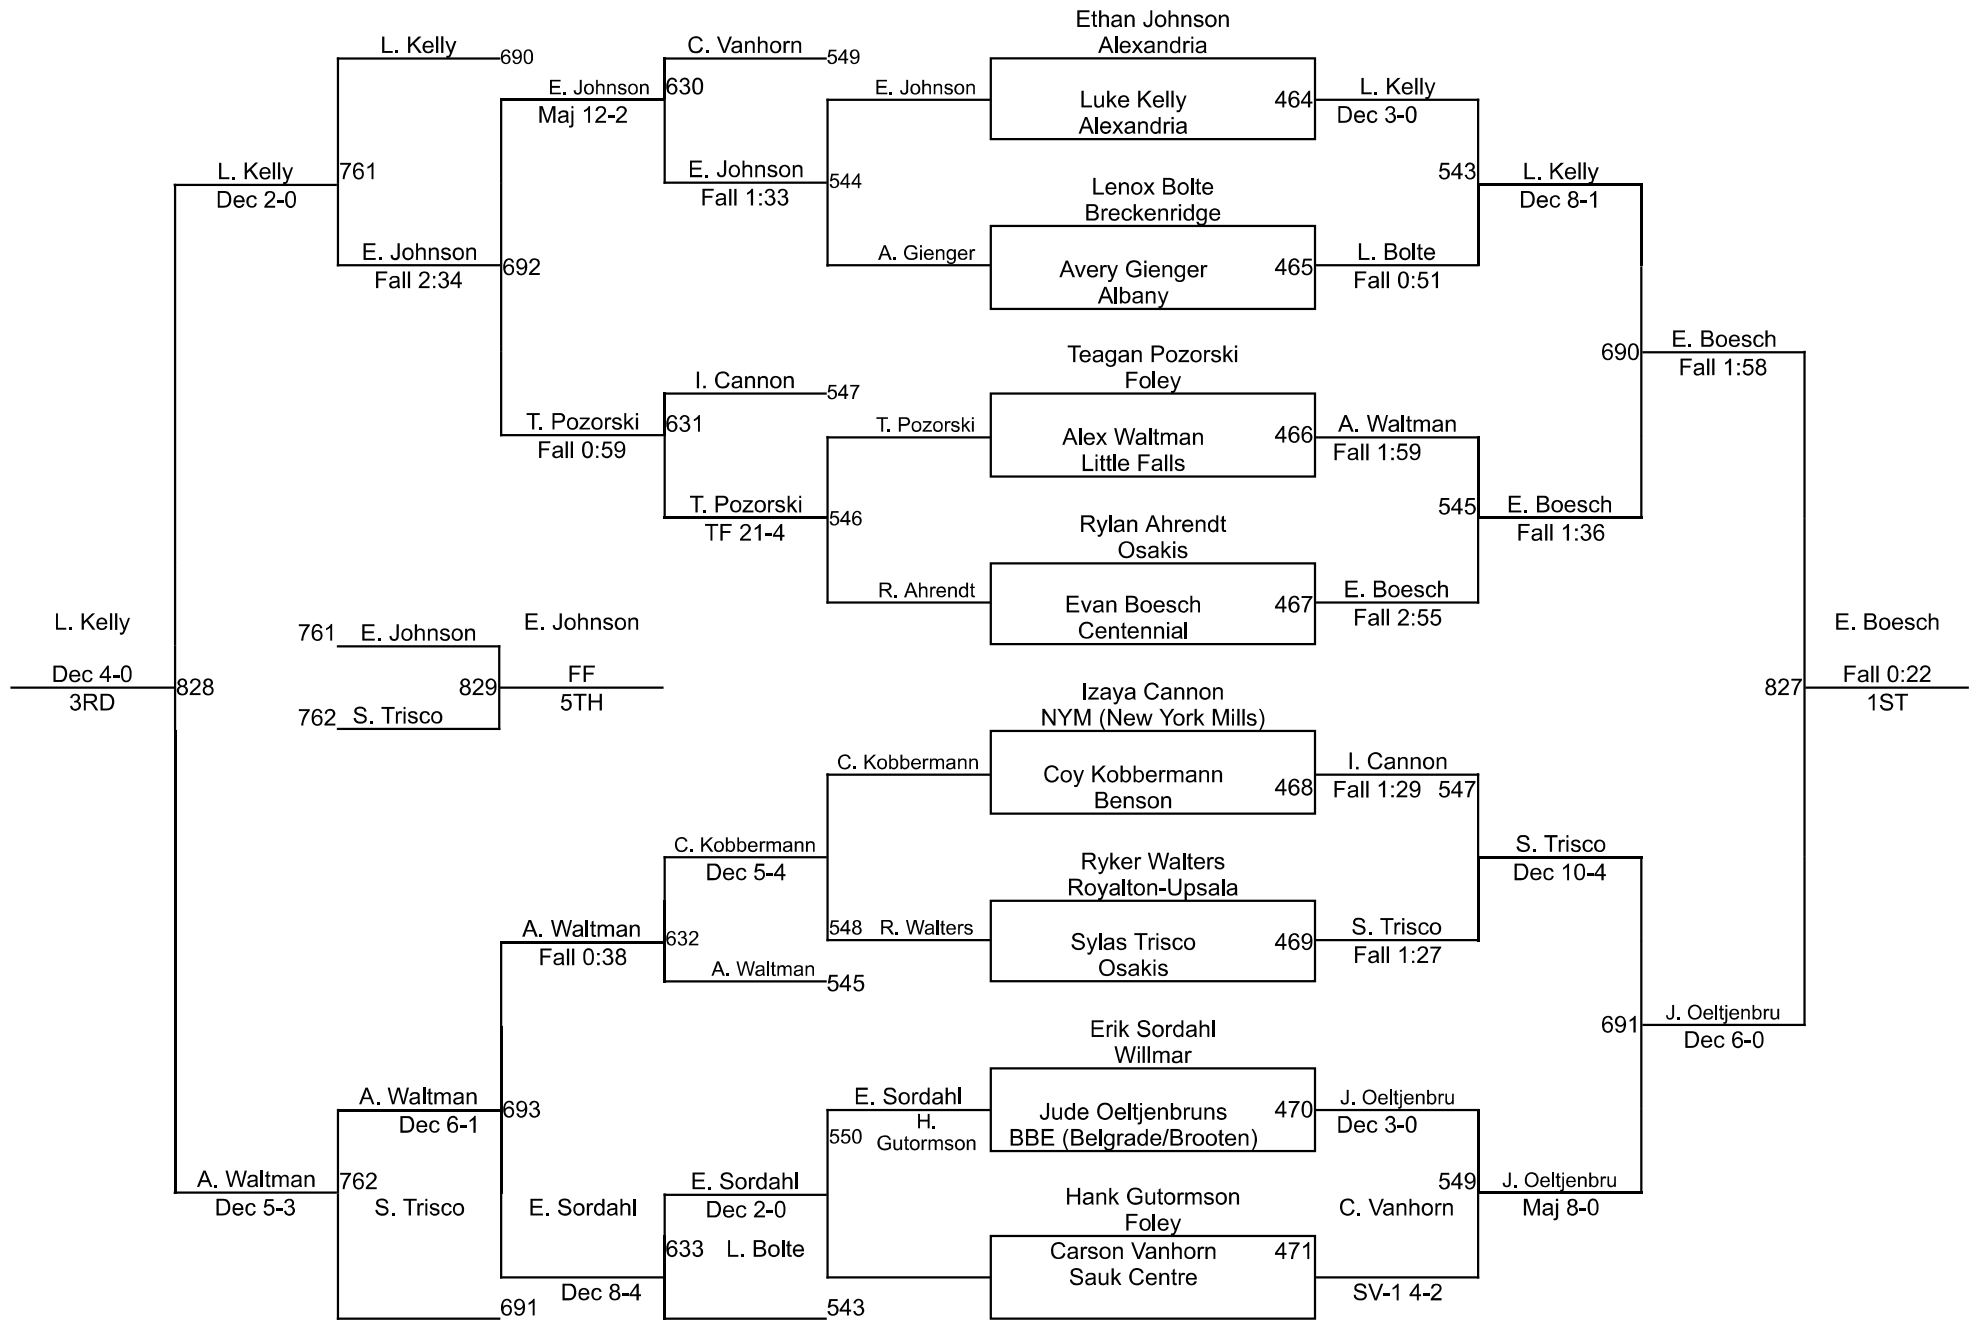 Ethan Johnson
L. Kelly
C. Vanhorn
Alexandria
690
549
E. Johnson
630
E. Johnson
Luke Kelly
464
L. Kelly
Maj 12-2
Alexandria
Dec 3-0
L. Kelly
761
E. Johnson
544
543
L. Kelly
Dec 2-0
Fall 1:33
Lenox Bolte
Dec 8-1
Breckenridge
E. Johnson
692
A. Gienger
Avery Gienger
465
L. Bolte
Fall 2:34
Albany
Fall 0:51
Teagan Pozorski
690
E. Boesch
I. Cannon
547
Foley
Fall 1:58
T. Pozorski
631
T. Pozorski
Alex Waltman
466
A. Waltman
Fall 0:59
Little Falls
Fall 1:59
T. Pozorski
546
545
E. Boesch
TF 21-4
Rylan Ahrendt
Fall 1:36
Osakis
R. Ahrendt
Evan Boesch
467
E. Boesch
L. Kelly
E. Johnson
Centennial
Fall 2:55
E. Boesch
761
E. Johnson
Dec 4-0
828
829
FF
827
Fall 0:22
3RD
762
S. Trisco
5TH
Izaya Cannon
1ST
NYM (New York Mills)
C. Kobbermann
Coy Kobbermann
468
I. Cannon
Benson
Fall 1:29
547
C. Kobbermann
Ryker Walters
S. Trisco
Dec 5-4
Royalton-Upsala
Dec 10-4
A. Waltman
632
548
R. Walters
Sylas Trisco
469
S. Trisco
Fall 0:38
A. Waltman
545
Osakis
Fall 1:27
Erik Sordahl
691
J. Oeltjenbru
Willmar
Dec 6-0
A. Waltman
693
E. Sordahl
Jude Oeltjenbruns
470
J. Oeltjenbru
Dec 6-1
550
H.
Gutormson
BBE (Belgrade/Brooten)
Dec 3-0
A. Waltman
762
E. Sordahl
549
J. Oeltjenbru
Dec 5-3
S. Trisco
E. Sordahl
Dec 2-0
Hank Gutormson
C. Vanhorn
Maj 8-0
Foley
633
L. Bolte
Carson Vanhorn
471
Dec 8-4
Sauk Centre
SV-1 4-2
691
543